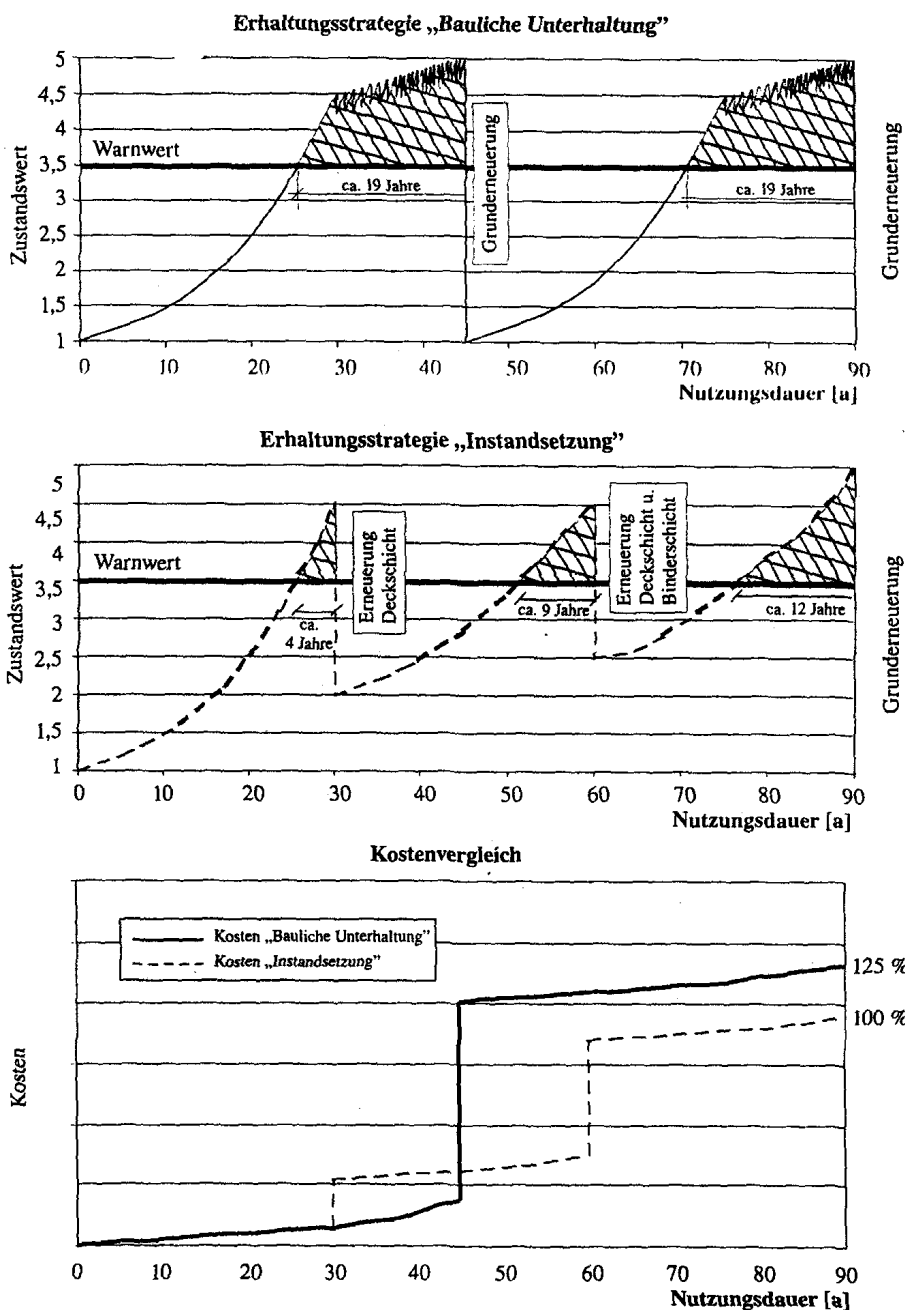 Erhaltungsstrategie „Bauliche Unterhaltung”
Zustandswert
5
4,5
4
3,5
3
2,5
2
1,5
1
Warnwert
ca. 19 Jahre
Grunderneuerung
ca. 19 Jahre
Grunderneuerung
0 10 20 30 40 50 60 70 80 90
Nutzungsdauer [a]
Erhaltungsstrategie „Instandsetzung”
Zustandswert
5
4,5
4
3,5
3
2,5
2
1,5
1
Warnwert
ca.
4 Jahre
Erneuerung
Deckschicht
ca. 9 Jahre
Erneuerung
Deckschicht u.
Binderschicht
ca. 12 Jahre
Grunderneuerung
0 10 20 30 40 50 60 70 80 90
Nutzungsdauer [a]
Kostenvergleich
Kosten
Kosten „Bauliche Unterhaltung”
Kosten „Instandsetzung”
125 %
100 %
0 10 20 30 40 50 60 70 80 90
Nutzungsdauer [a]